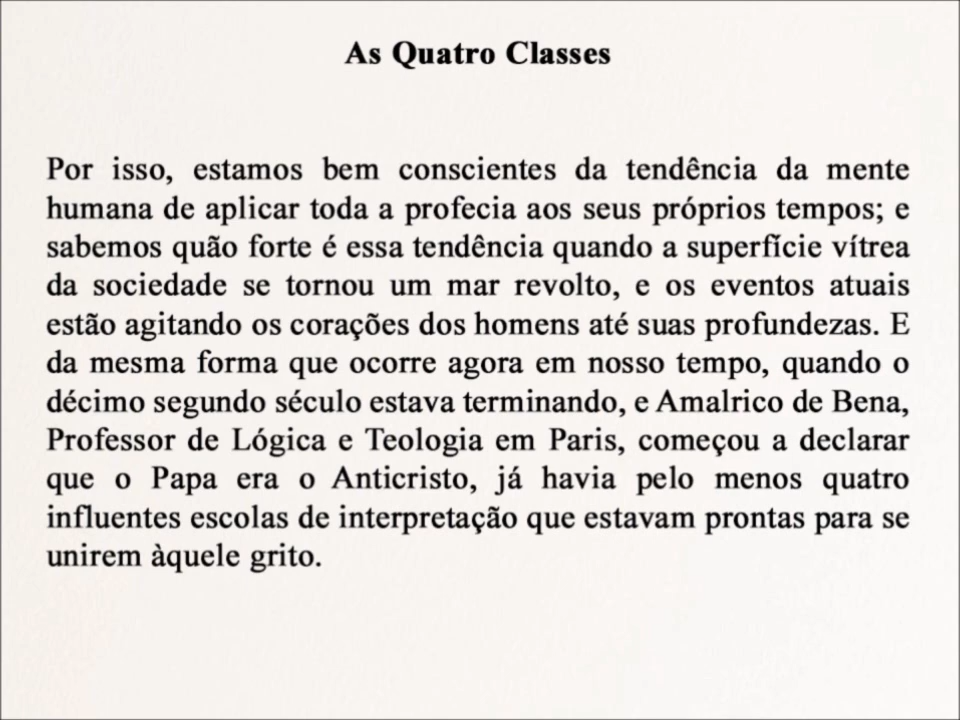 As Quatro Classes
Por isso, estamos bem conscientes da tendência da mente
humana de aplicar toda a profecia aos seus próprios tempos; e
sabemos quão forte é essa tendência quando a superfície vítrea
da sociedade se tornou um mar revolto, e os eventos atuais
estão agitando os corações dos homens até suas profundezas. E
da mesma forma que ocorre agora em nosso tempo, quando o
décimo segundo século estava terminando, e Amalrico de Bena,
Professor de Lógica e Teologia em Paris, começou a declarar
que o Papa era o Anticristo, já havia pelo menos quatro
influentes escolas de interpretação que estavam prontas para se
unirem àquele grito.